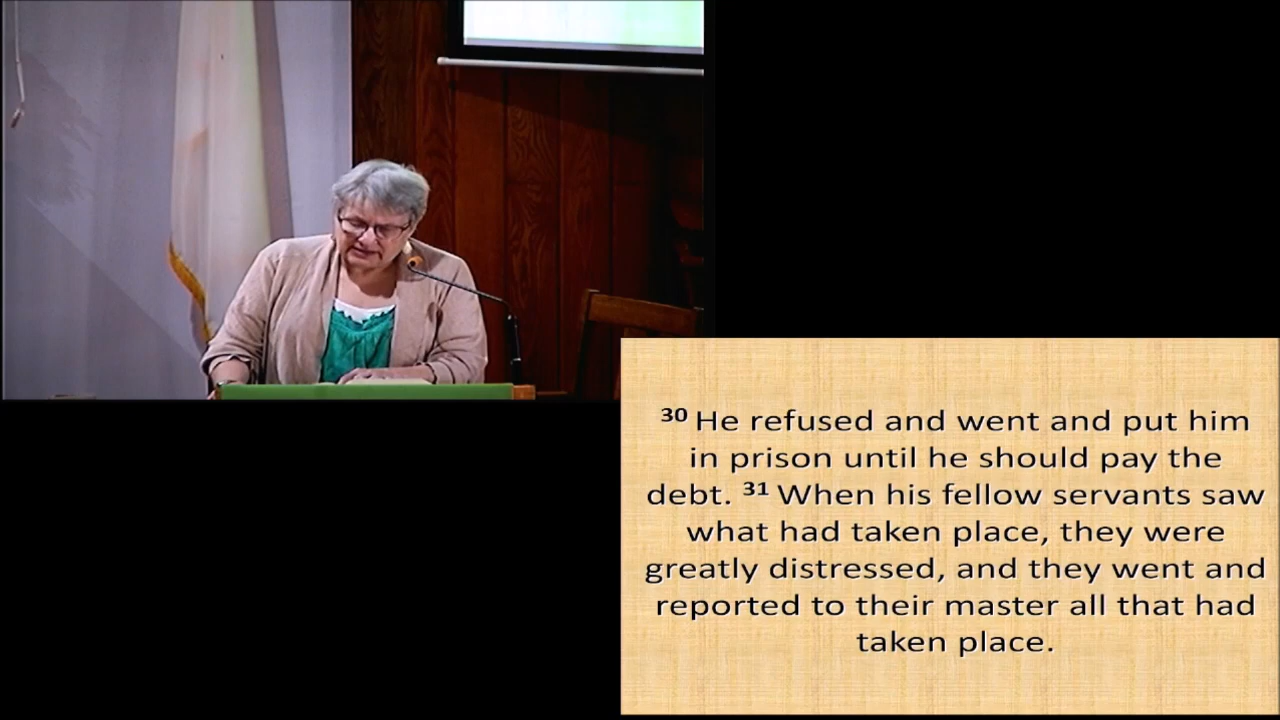 30 He refused and went and put him
in prison until he should pay the
debt. 31 When his fellow servants saw
what had taken place, they were
greatly distressed, and they went and
reported to their master all that had
taken place.